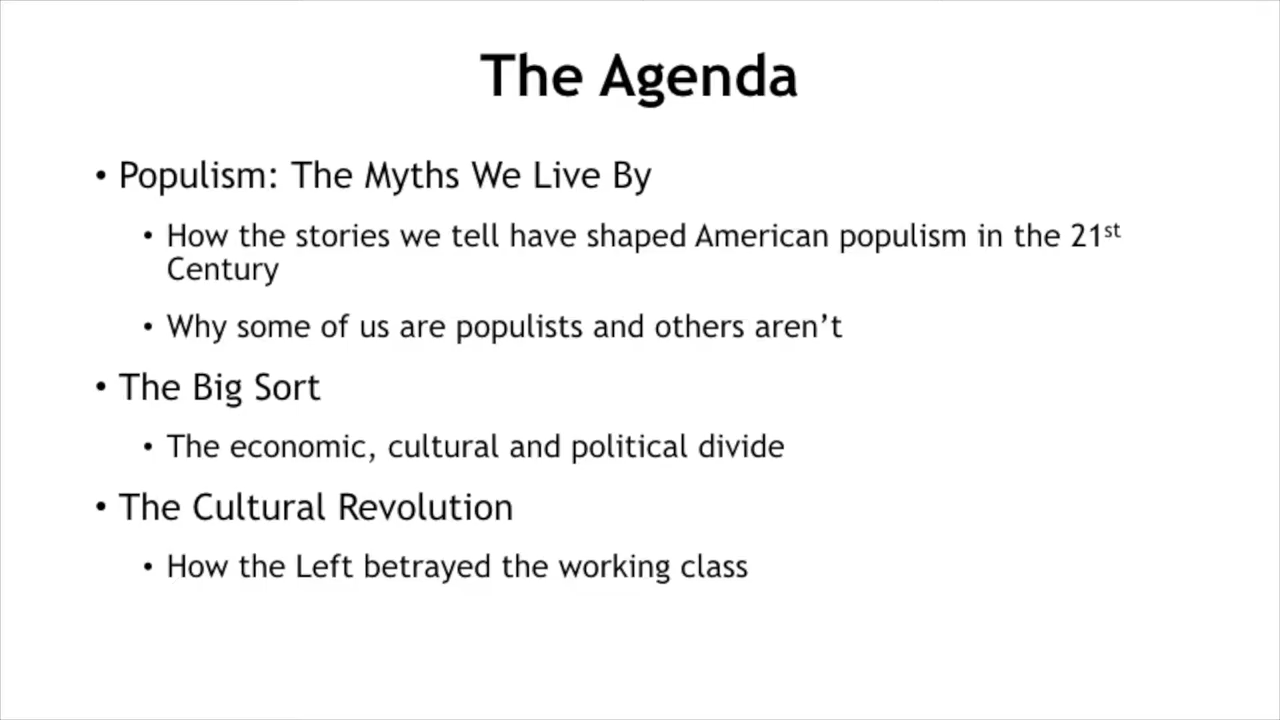 The Agenda
• Populism: The Myths We Live By
• How the stories we tell have shaped American populism in the 21st
Century
• Why some of us are populists and others aren’t
• The Big Sort
• The economic, cultural and political divide
• The Cultural Revolution
• How the Left betrayed the working class